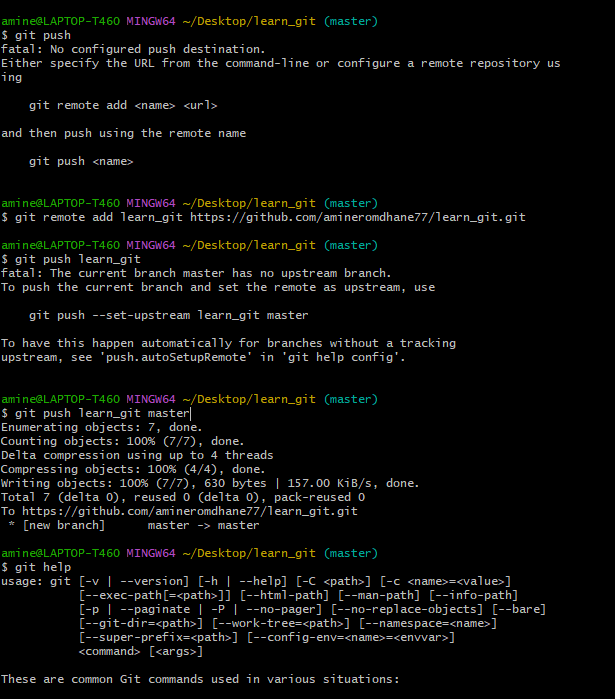 amine@LAPTOP-T460 MINGW64 ~/Desktop/learn_git (master)
$ git push
fatal: No configured push destination.
Either specify the URL from the command-line or configure a remote repository us
ing

    git remote add <name> <url>

and then push using the remote name

    git push <name>


amine@LAPTOP-T460 MINGW64 ~/Desktop/learn_git (master)
$ git remote add learn_git https://github.com/amineromdhane77/learn_git.git

amine@LAPTOP-T460 MINGW64 ~/Desktop/learn_git (master)
$ git push learn_git
fatal: The current branch master has no upstream branch.
To push the current branch and set the remote as upstream, use

    git push --set-upstream learn_git master

To have this happen automatically for branches without a tracking
upstream, see 'push.autoSetupRemote' in 'git help config'.


amine@LAPTOP-T460 MINGW64 ~/Desktop/learn_git (master)
$ git push learn_git master
Enumerating objects: 7, done.
Counting objects: 100% (7/7), done.
Delta compression using up to 4 threads
Compressing objects: 100% (4/4), done.
Writing objects: 100% (7/7), 630 bytes | 157.00 KiB/s, done.
Total 7 (delta 0), reused 0 (delta 0), pack-reused 0
To https://github.com/amineromdhane77/learn_git.git
 * [new branch]      master -> master

amine@LAPTOP-T460 MINGW64 ~/Desktop/learn_git (master)
$ git help
usage: git [-v | --version] [-h | --help] [-C <path>] [-c <name>=<value>]
           [--exec-path[=<path>]] [--html-path] [--man-path] [--info-path]
           [-p | --paginate | -P | --no-pager] [--no-replace-objects] [--bare]
           [--git-dir=<path>] [--work-tree=<path>] [--namespace=<name>]
           [--super-prefix=<path>] [--config-env=<name>=<envvar>]
           <command> [<args>]

These are common Git commands used in various situations: